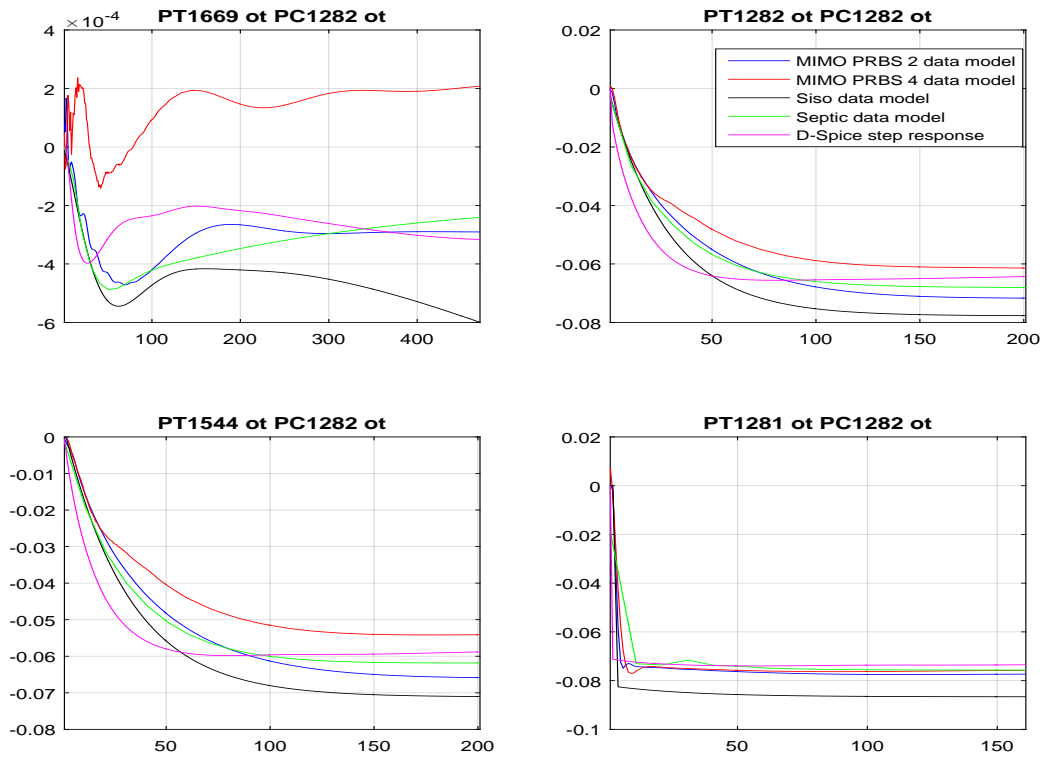 PT1669 ot PC1282 ot
× 10⁻⁴
4
2
0
-2
-4
-6
100 200 300 400
PT1282 ot PC1282 ot
0.02
0
-0.02
-0.04
-0.06
-0.08
50 100 150 200
MIMO PRBS 2 data model
MIMO PRBS 4 data model
Siso data model
Septic data model
D-Spice step response
PT1544 ot PC1282 ot
0
-0.01
-0.02
-0.03
-0.04
-0.05
-0.06
-0.07
-0.08
50 100 150 200
PT1281 ot PC1282 ot
0.02
0
-0.02
-0.04
-0.06
-0.08
-0.1
50 100 150